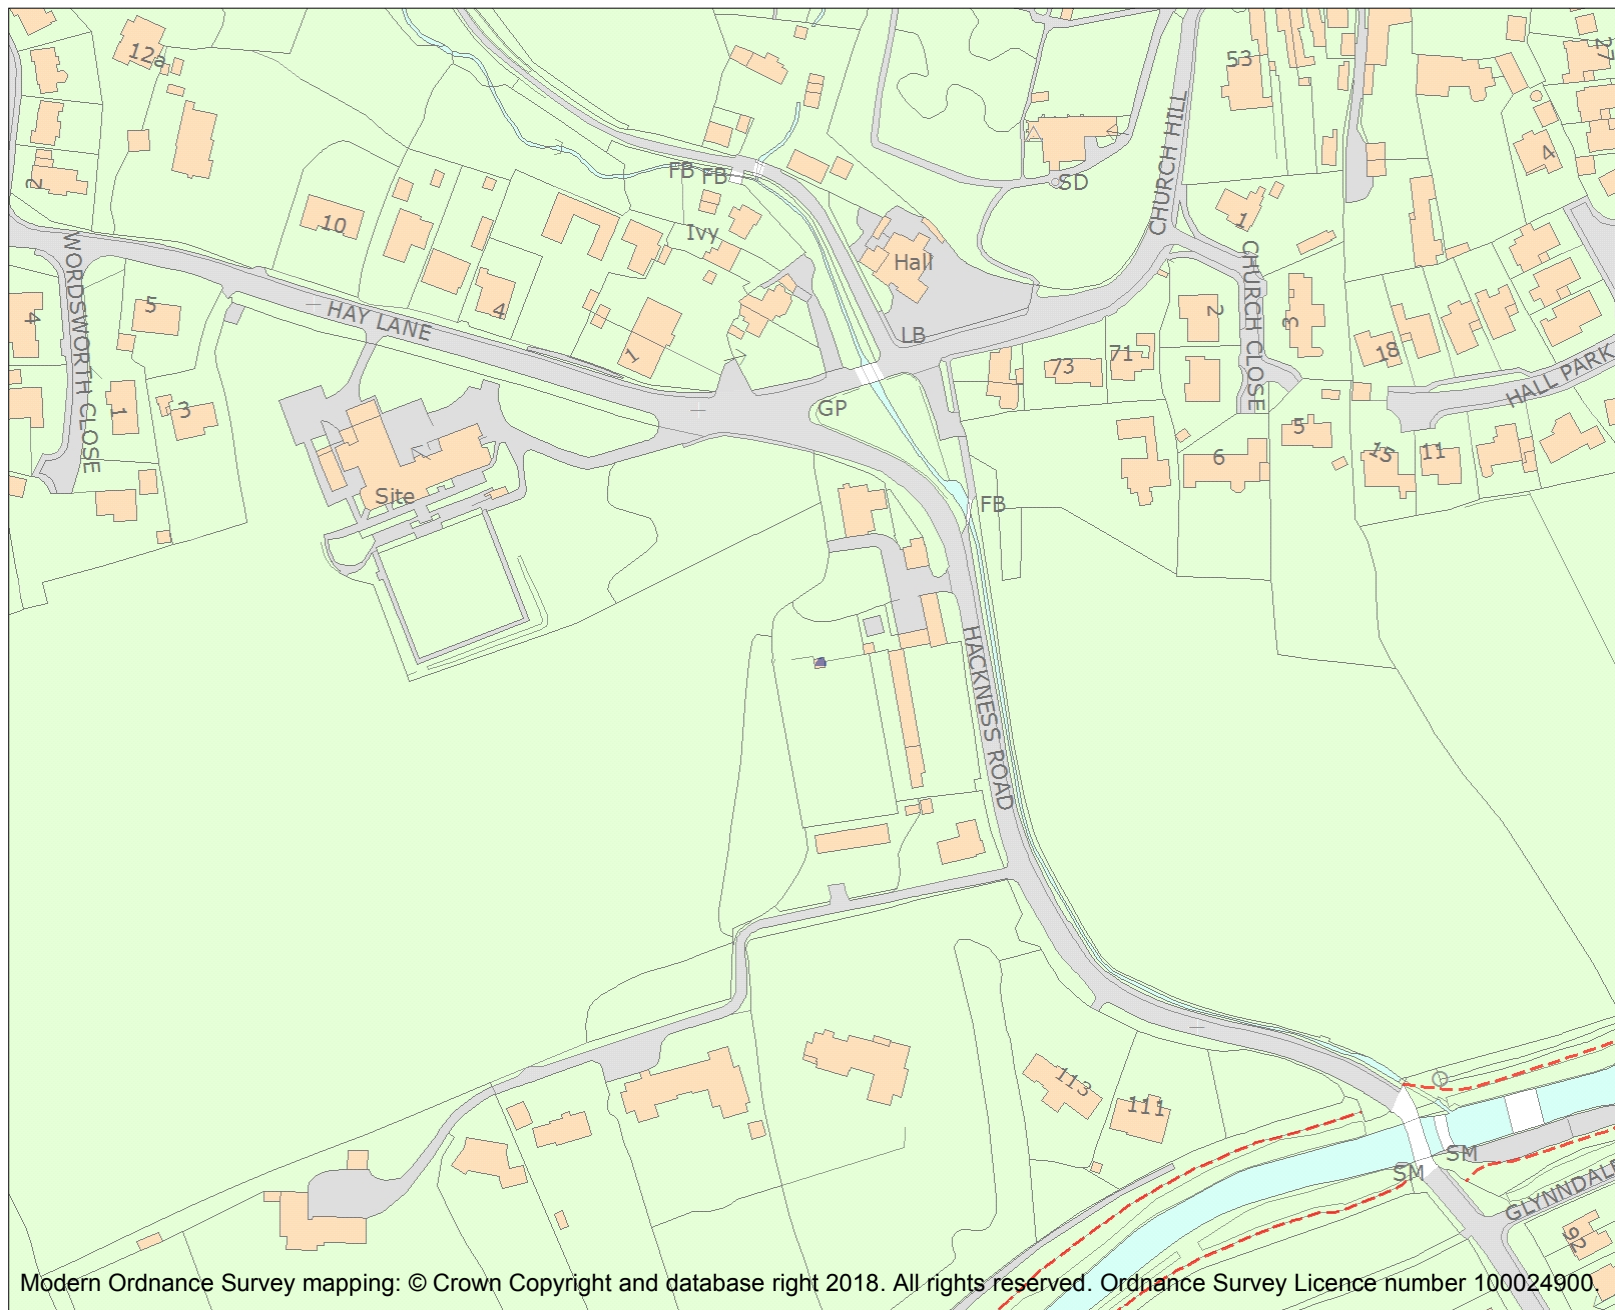 12a
53
27
2
4
FB
FB
SD
CHURCH HILL
10
Ivy
Hall
1
WORDSWORTH CLOSE
5
4
4
HAY LANE
LB
2
CHURCH CLOSE
3
18
1
73
71
HALL PARK
1
3
GP
5
6
15
11
Site
FB
HACKNESS ROAD
113
111
SM
SM
GLYNNDALE
92
Modern Ordnance Survey mapping: © Crown Copyright and database right 2018. All rights reserved. Ordnance Survey Licence number 100024900.